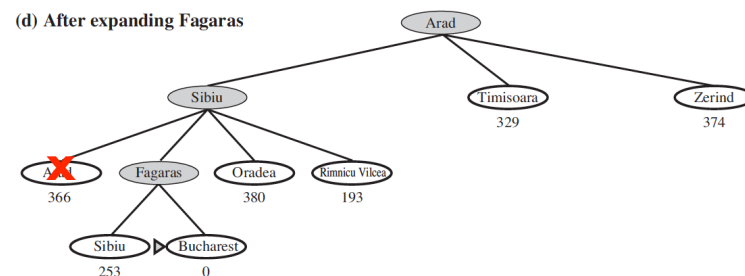 (d) After expanding Fagaras
Arad
Sibiu
Timisoara
Zerind
329
374
Fagaras
Oradea
Rimnicu Vilcea
366
380
193
Sibiu
Bucharest
253
0